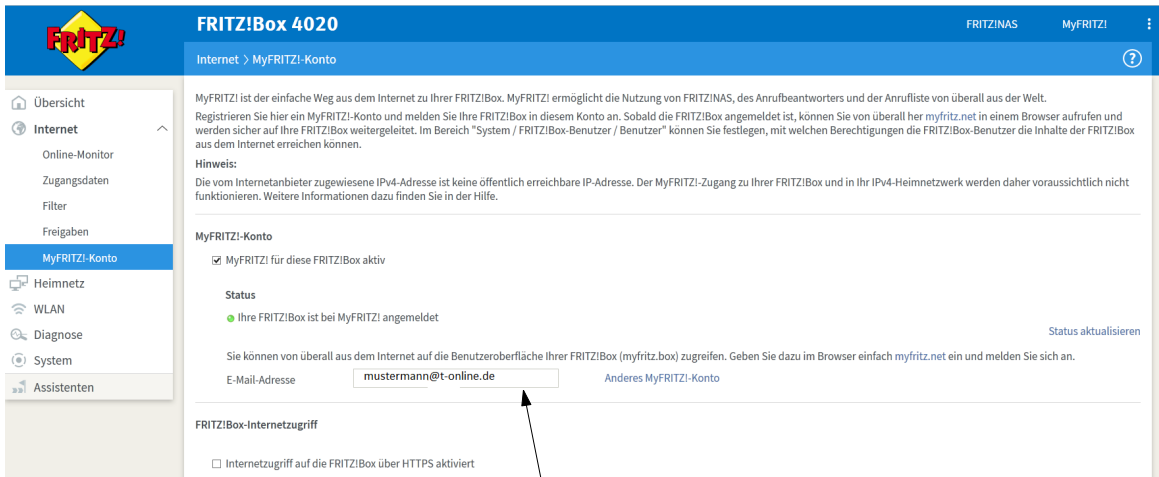 FRITZ!
FRITZ!Box 4020
FRITZ!NAS
MyFRITZ!
Internet > MyFRITZ!-Konto
?
Übersicht
Internet
Online-Monitor
Zugangsdaten
Filter
Freigaben
MyFRITZ!-Konto
Heimnetz
WLAN
Diagnose
System
Assistenten
MyFRITZ! ist der einfache Weg aus dem Internet zu Ihrer FRITZ!Box. MyFRITZ! ermöglicht die Nutzung von FRITZ!NAS, des Anrufbeantworters und der Anrufliste von überall aus der Welt.
Registrieren Sie hier ein MyFRITZ!-Konto und melden Sie Ihre FRITZ!Box in diesem Konto an. Sobald die FRITZ!Box angemeldet ist, können Sie von überall her myfritz.net in einem Browser aufrufen und
werden sicher auf Ihre FRITZ!Box weitergeleitet. Im Bereich "System / FRITZ!Box-Benutzer / Benutzer" können Sie festlegen, mit welchen Berechtigungen die FRITZ!Box-Benutzer die Inhalte der FRITZ!Box
aus dem Internet erreichen können.
Hinweis:
Die vom Internetanbieter zugewiesene IPv4-Adresse ist keine öffentlich erreichbare IP-Adresse. Der MyFRITZ!-Zugang zu Ihrer FRITZ!Box und in Ihr IPv4-Heimnetzwerk werden daher voraussichtlich nicht
funktionieren. Weitere Informationen dazu finden Sie in der Hilfe.
MyFRITZ!-Konto
MyFRITZ! für diese FRITZ!Box aktiv
Status
Ihre FRITZ!Box ist bei MyFRITZ! angemeldet
Status aktualisieren
Sie können von überall aus dem Internet auf die Benutzeroberfläche Ihrer FRITZ!Box (myfritz.box) zugreifen. Geben Sie dazu im Browser einfach myfritz.net ein und melden Sie sich an.
E-Mail-Adresse mustermann@t-online.de Anderes MyFRITZ!-Konto
FRITZ!Box-Internetzugriff
Internetzugriff auf die FRITZ!Box über HTTPS aktiviert